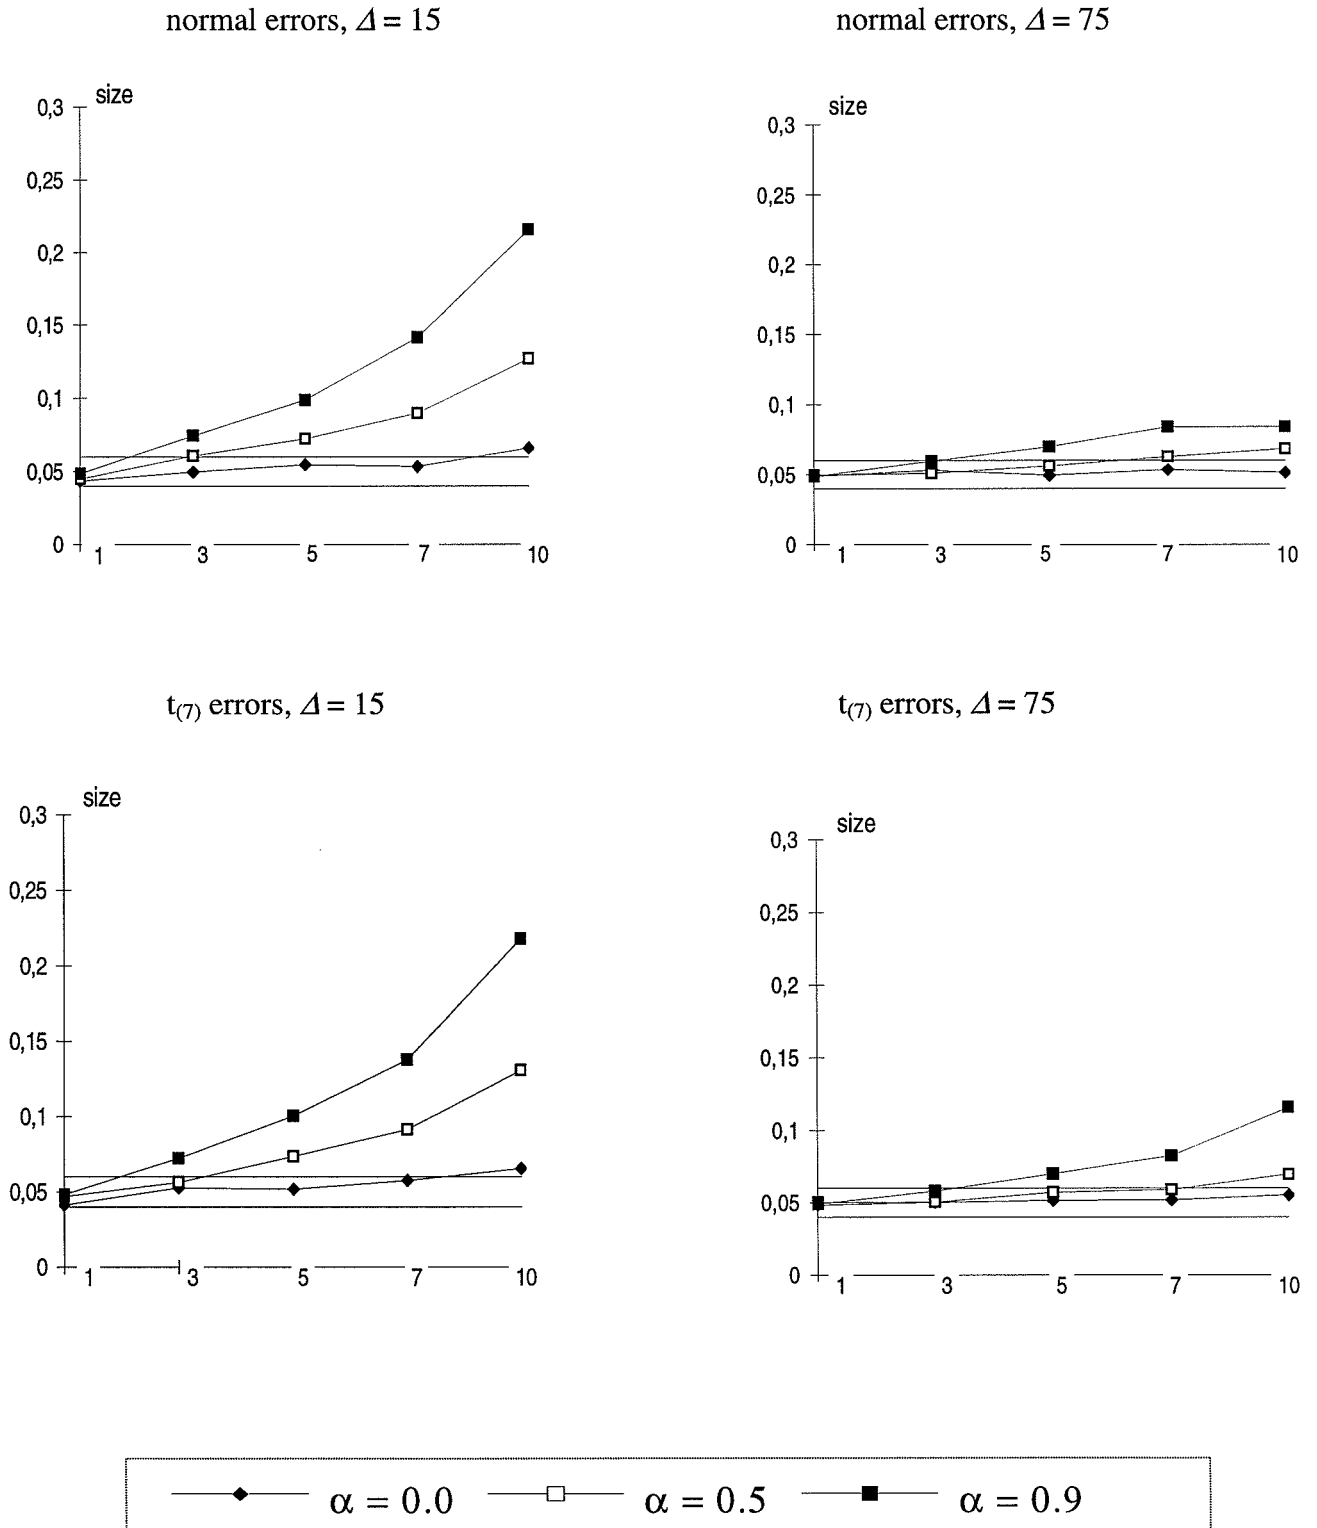 normal errors, Δ = 15
normal errors, Δ = 75
size
0,3
0,25
0,2
0,15
0,1
0,05
0
1 3 5 7 10
size
0,3
0,25
0,2
0,15
0,1
0,05
0
1 3 5 7 10
t(7) errors, Δ = 15
t(7) errors, Δ = 75
size
0,3
0,25
0,2
0,15
0,1
0,05
0
1 3 5 7 10
size
0,3
0,25
0,2
0,15
0,1
0,05
0
1 3 5 7 10
α = 0.0 α = 0.5 α = 0.9